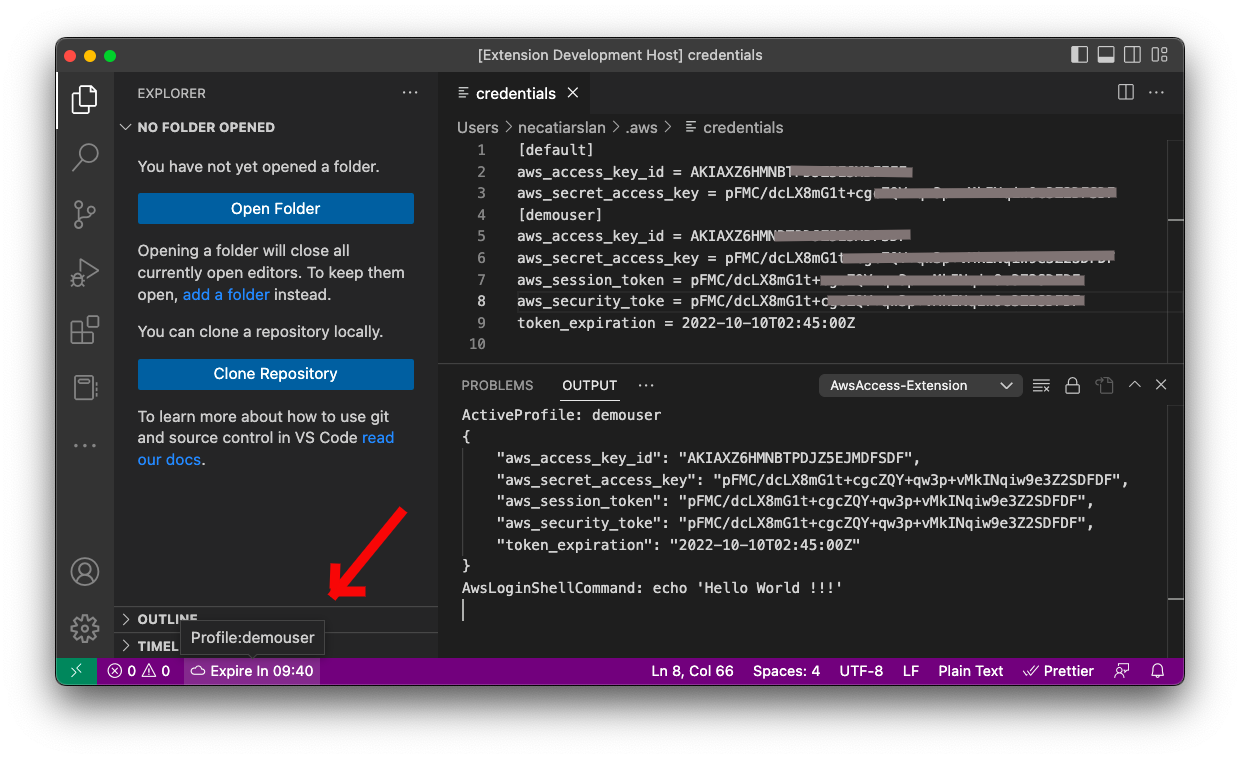 [Extension Development Host] credentials
EXPLORER
NO FOLDER OPENED
You have not yet opened a folder.
Open Folder
Opening a folder will close all
currently open editors. To keep them
open, add a folder instead.
You can clone a repository locally.
Clone Repository
To learn more about how to use git
and source control in VS Code read
our docs.
OUTLINE
TIMEL
Profile:demouser
credentials
Users > necatiarslan > .aws > credentials
1 [default]
2 aws_access_key_id = AKIAXZ6HMNBT
3 aws_secret_access_key = pFMC/dcLX8mG1t+cg
4 [demouser]
5 aws_access_key_id = AKIAXZ6HMN
6 aws_secret_access_key = pFMC/dcLX8mG1t
7 aws_session_token = pFMC/dcLX8mG1t+
8 aws_security_toke = pFMC/dcLX8mG1t+
9 token_expiration = 2022-10-10T02:45:00Z
10
PROBLEMS OUTPUT AwsAccess-Extension
ActiveProfile: demouser
{
"aws_access_key_id": "AKIAXZ6HMNBTPDJZ5EJMDFSDF",
"aws_secret_access_key": "pFMC/dcLX8mG1t+cgcZQY+qw3p+vMkINqiw9e3Z2SDFDF",
"aws_session_token": "pFMC/dcLX8mG1t+cgcZQY+qw3p+vMkINqiw9e3Z2SDFDF",
"aws_security_toke": "pFMC/dcLX8mG1t+cgcZQY+qw3p+vMkINqiw9e3Z2SDFDF",
"token_expiration": "2022-10-10T02:45:00Z"
}
AwsLoginShellCommand: echo 'Hello World !!!'
0 0 Expire In 09:40 Ln 8, Col 66 Spaces: 4 UTF-8 LF Plain Text Prettier